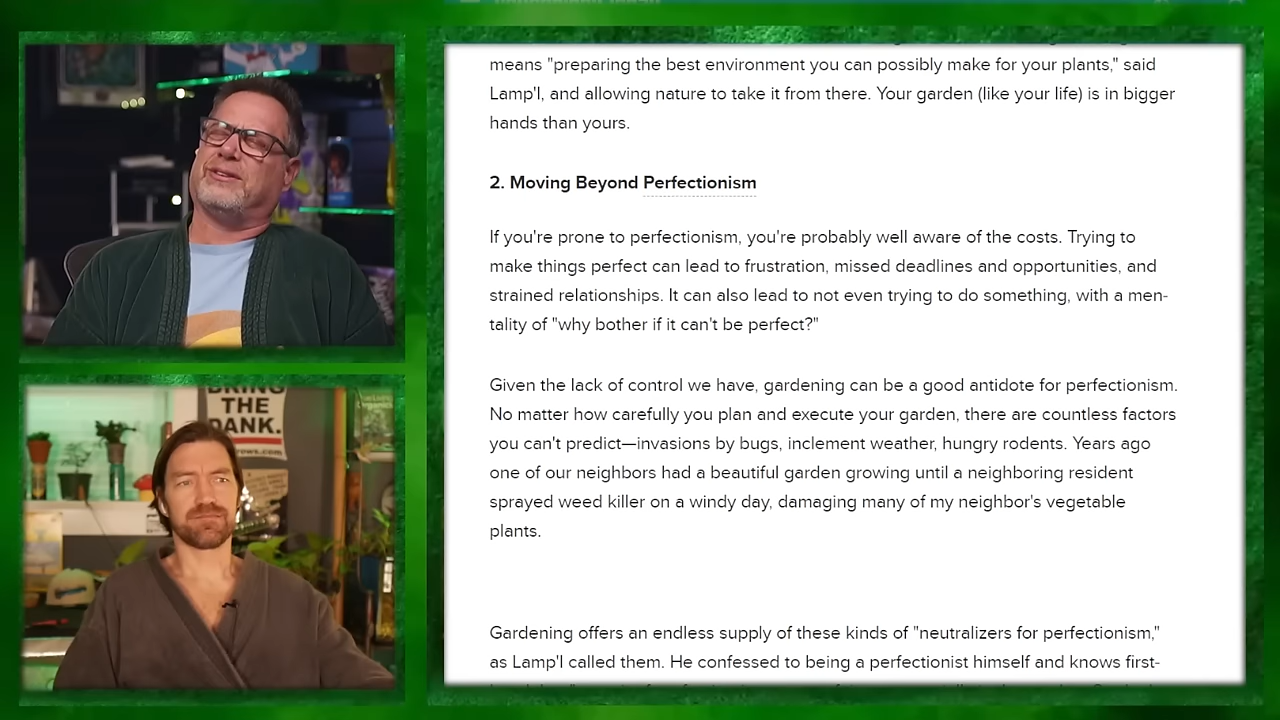 means "preparing the best environment you can possibly make for your plants," said
Lamp'l, and allowing nature to take it from there. Your garden (like your life) is in bigger
hands than yours.
2. Moving Beyond Perfectionism
If you're prone to perfectionism, you're probably well aware of the costs. Trying to
make things perfect can lead to frustration, missed deadlines and opportunities, and
strained relationships. It can also lead to not even trying to do something, with a men-
tality of "why bother if it can't be perfect?"
Given the lack of control we have, gardening can be a good antidote for perfectionism.
No matter how carefully you plan and execute your garden, there are countless factors
you can't predict—invasions by bugs, inclement weather, hungry rodents. Years ago
one of our neighbors had a beautiful garden growing until a neighboring resident
sprayed weed killer on a windy day, damaging many of my neighbor's vegetable
plants.
Gardening offers an endless supply of these kinds of "neutralizers for perfectionism,"
as Lamp'l called them. He confessed to being a perfectionist himself and knows first-
BRING
THE
DANK.